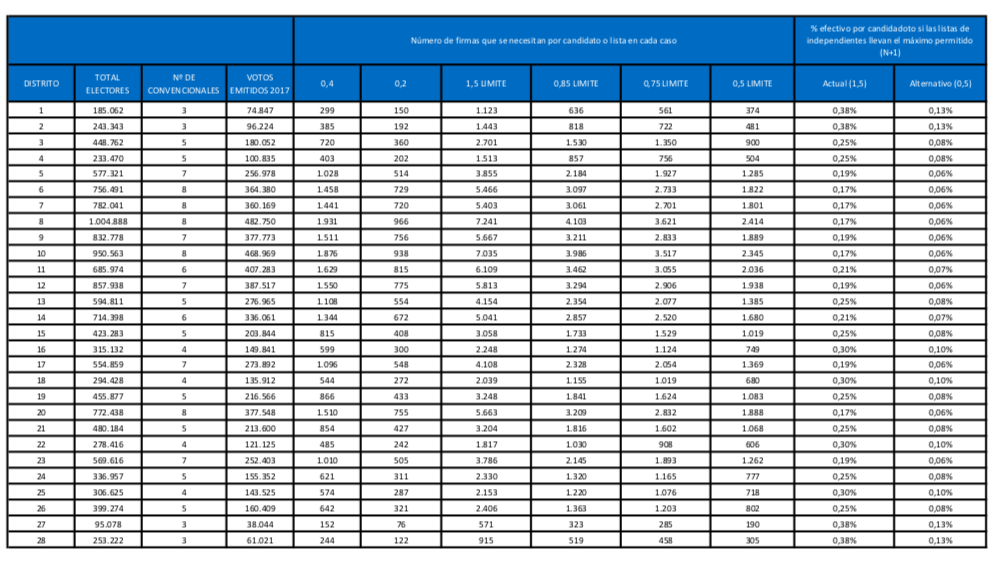 Número de firmas que se necesitan por candidato o lista en cada caso
% efectivo por candidadoto si las listas de
independientes llevan el máximo permitido
(N+1)
DISTRITO TOTAL ELECTORES Nº DE CONVENCIONALES VOTOS EMITIDOS 2017 0,4 0,2 1,5 LIMITE 0,85 LIMITE 0,75 LIMITE 0,5 LIMITE Actual (1,5) Alternativo (0,5)
1 185.062 3 74.847 299 150 1.123 636 561 374 0,38% 0,13%
2 243.343 3 96.224 385 192 1.443 818 722 481 0,38% 0,13%
3 448.762 5 180.052 720 360 2.701 1.530 1.350 900 0,25% 0,08%
4 233.470 5 100.835 403 202 1.513 857 756 504 0,25% 0,08%
5 577.321 7 256.978 1.028 514 3.855 2.184 1.927 1.285 0,19% 0,06%
6 756.491 8 364.380 1.458 729 5.466 3.097 2.733 1.822 0,17% 0,06%
7 782.041 8 360.169 1.441 720 5.403 3.061 2.701 1.801 0,17% 0,06%
8 1.004.888 8 482.750 1.931 966 7.241 4.103 3.621 2.414 0,17% 0,06%
9 832.778 7 377.773 1.511 756 5.667 3.211 2.833 1.889 0,19% 0,06%
10 950.563 8 468.969 1.876 938 7.035 3.986 3.517 2.345 0,17% 0,06%
11 685.974 6 407.283 1.629 815 6.109 3.462 3.055 2.036 0,21% 0,07%
12 857.938 7 387.517 1.550 775 5.813 3.294 2.906 1.938 0,19% 0,06%
13 594.811 5 276.965 1.108 554 4.154 2.354 2.077 1.385 0,25% 0,08%
14 714.398 6 336.061 1.344 672 5.041 2.857 2.520 1.680 0,21% 0,07%
15 423.283 5 203.844 815 408 3.058 1.733 1.529 1.019 0,25% 0,08%
16 315.132 4 149.841 599 300 2.248 1.274 1.124 749 0,30% 0,10%
17 554.859 7 273.892 1.096 548 4.108 2.328 2.054 1.369 0,19% 0,06%
18 294.428 4 135.912 544 272 2.039 1.155 1.019 680 0,30% 0,10%
19 455.877 5 216.566 866 433 3.248 1.841 1.624 1.083 0,25% 0,08%
20 772.438 8 377.548 1.510 755 5.663 3.209 2.832 1.888 0,17% 0,06%
21 480.184 5 213.600 854 427 3.204 1.816 1.602 1.068 0,25% 0,08%
22 278.416 4 121.125 485 242 1.817 1.030 908 606 0,30% 0,10%
23 569.616 7 252.403 1.010 505 3.786 2.145 1.893 1.262 0,19% 0,06%
24 336.957 5 155.352 621 311 2.330 1.320 1.165 777 0,25% 0,08%
25 306.625 4 143.525 574 287 2.153 1.220 1.076 718 0,30% 0,10%
26 399.274 5 160.409 642 321 2.406 1.363 1.203 802 0,25% 0,08%
27 95.078 3 38.044 152 76 571 323 285 190 0,38% 0,13%
28 253.222 3 61.021 244 122 915 519 458 305 0,38% 0,13%